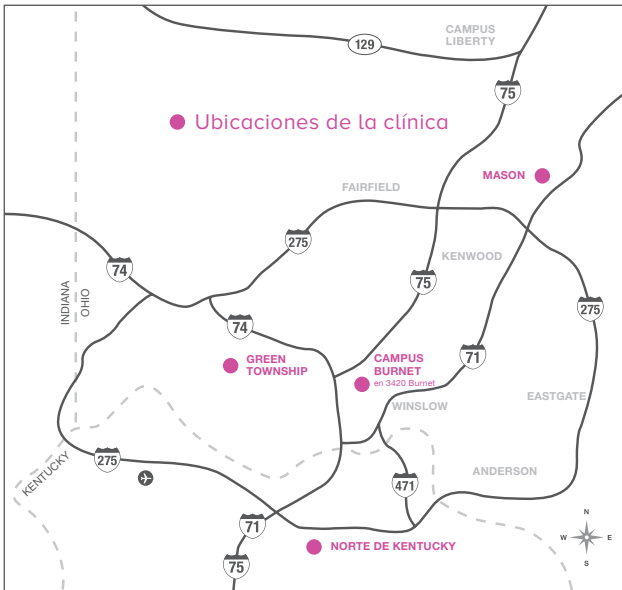 CAMPUS
LIBERTY
129
75
Ubicaciones de la clínica
MASON
FAIRFIELD
275
KENWOOD
74
INDIANA
OHIO
75
275
74
GREEN
TOWNSHIP
CAMPUS
BURNET
en 3420 Burnet
71
WINSLOW
EASTGATE
KENTUCKY
275
ANDERSON
471
N
W
E
S
71
NORTE DE KENTUCKY
75